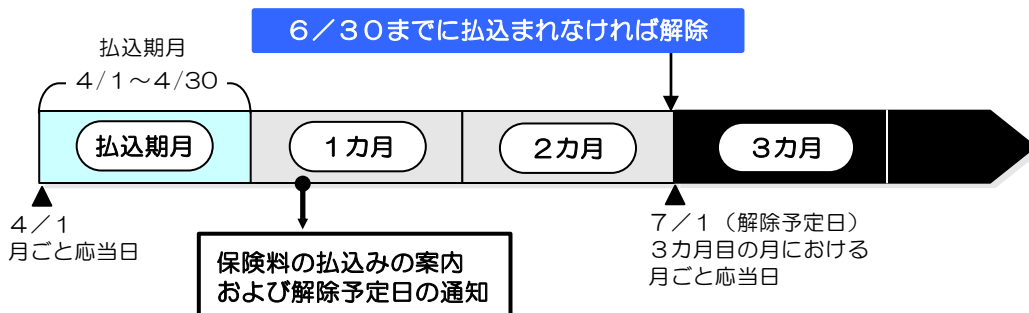 ６／３０までに払込まれなければ解除
払込期月
4/1～4/30
払込期月
１カ月
２カ月
３カ月
４／１
月ごと応当日
７／１（解除予定日）
３カ月目の月における
月ごと応当日
保険料の払込みの案内
および解除予定日の通知